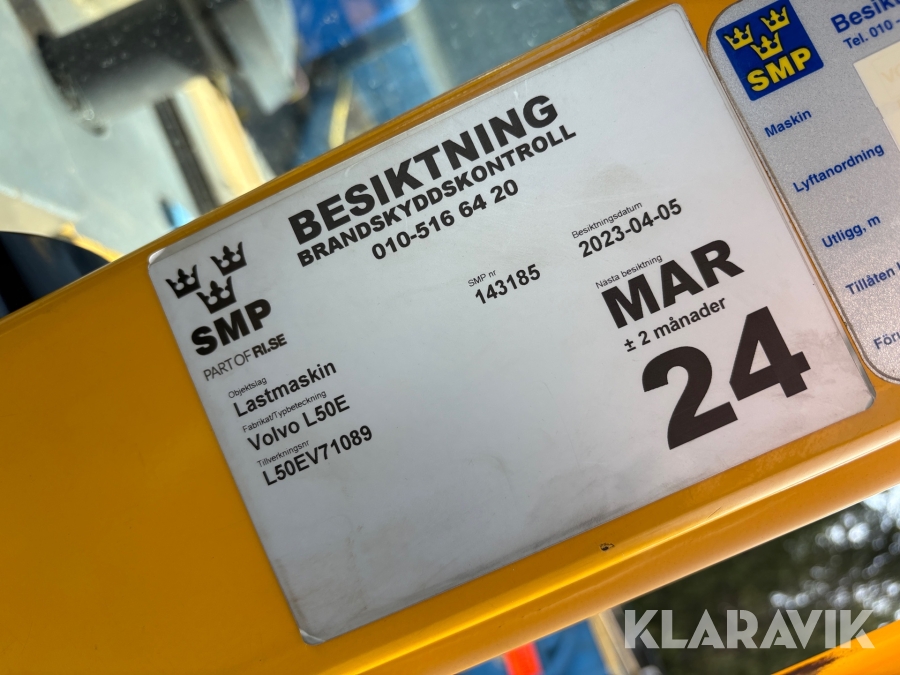 BESIKTNING
BRANDSKYDDSKONTROLL
010-516 64 20
SMP
PART OF RI.SE
SMP nr
143185
Besiktningsdatum
2023-04-05
Nästa besiktning
MAR
± 2 månader
24
Objektslag
Lastmaskin
Fabrikat/Typbeteckning
Volvo L50E
Tillverkningsnr
L50EV71089
SMP
Tel. 010
Maskin
Lyftanordning
Utligg, m
Tillåten
KLARAVIK